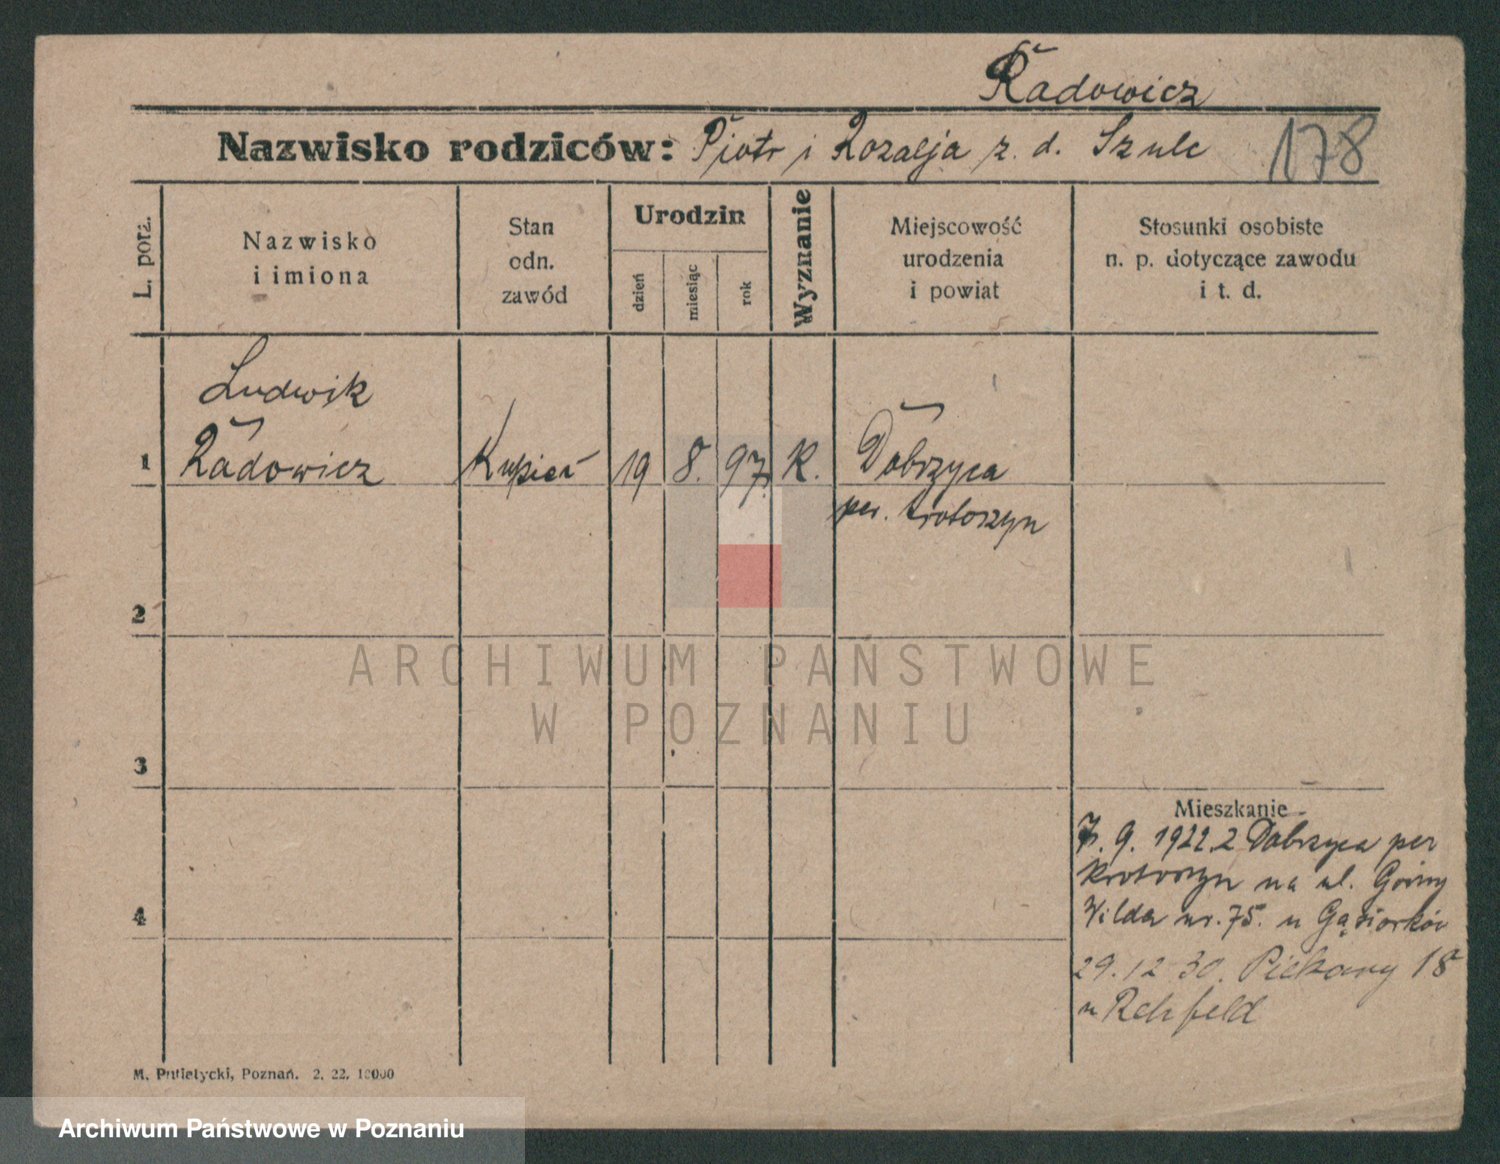 Radowicz
Nazwisko rodziców: Piotr i Rozalja z. d. Szulc
178
L. porz.
Nazwisko
i imiona
Stan
odn.
zawód
Urodzin
dzień
miesiąc
rok
Wyznanie
Miejscowość
urodzenia
i powiat
Stosunki osobiste
n. p. dotyczące zawodu
i t. d.
Ludwik
1 Radowicz Kupiec 19 8. 97. K. Dobrzyca
pow. Krotoszyn
2
ARCHIWUM PAŃSTWOWE
W POZNANIU
3
Mieszkanie
7. 9. 1922. z Dobrzyca pow
Krotoszyn na ul. Górny
4
Wilda nr. 75. u Gąsiorków
29.12 30. Piekary 18
u Rehfeld
M. Putiatycki, Poznań. 2. 22. 10000
Archiwum Państwowe w Poznaniu